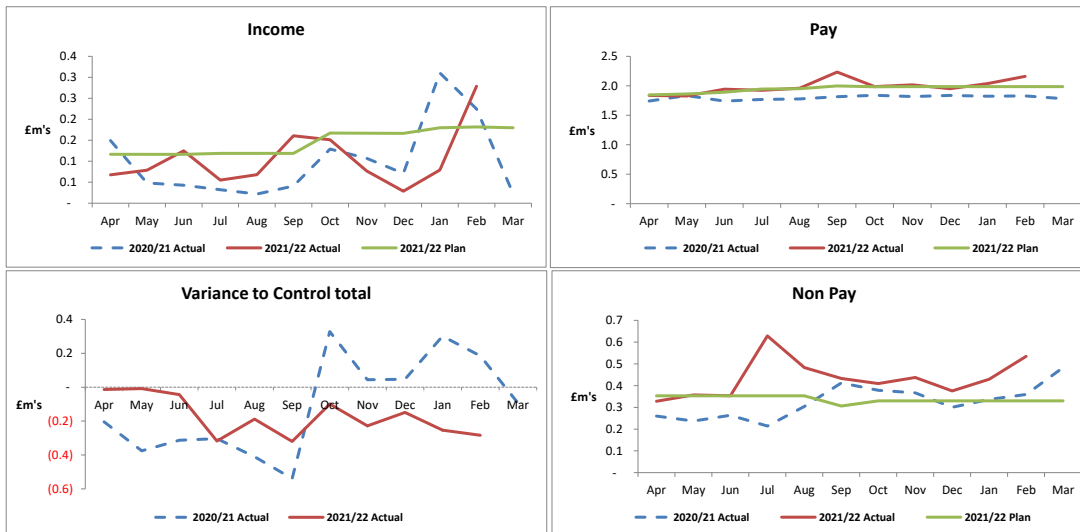 Income
0.4
0.3
0.3
0.2
£m's
0.2
0.1
0.1
-
Apr May Jun Jul Aug Sep Oct Nov Dec Jan Feb Mar
2020/21 Actual 2021/22 Actual 2021/22 Plan
Pay
2.5
2.0
1.5
£m's
1.0
0.5
-
Apr May Jun Jul Aug Sep Oct Nov Dec Jan Feb Mar
2020/21 Actual 2021/22 Actual 2021/22 Plan
Variance to Control total
0.4
0.2
-
£m's
Apr May Jun Jul Aug Sep Oct Nov Dec Jan Feb Mar
(0.2)
(0.4)
(0.6)
2020/21 Actual 2021/22 Actual
Non Pay
0.7
0.6
0.5
£m's
0.4
0.3
0.2
0.1
-
Apr May Jun Jul Aug Sep Oct Nov Dec Jan Feb Mar
2020/21 Actual 2021/22 Actual 2021/22 Plan